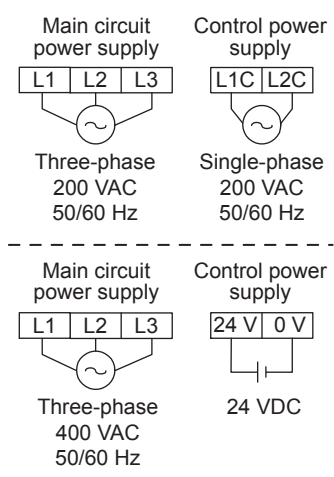 Main circuit
power supply
L1 L2 L3
Three-phase
200 VAC
50/60 Hz
Control power
supply
L1C L2C
Single-phase
200 VAC
50/60 Hz
Main circuit
power supply
L1 L2 L3
Three-phase
400 VAC
50/60 Hz
Control power
supply
24 V 0 V
24 VDC